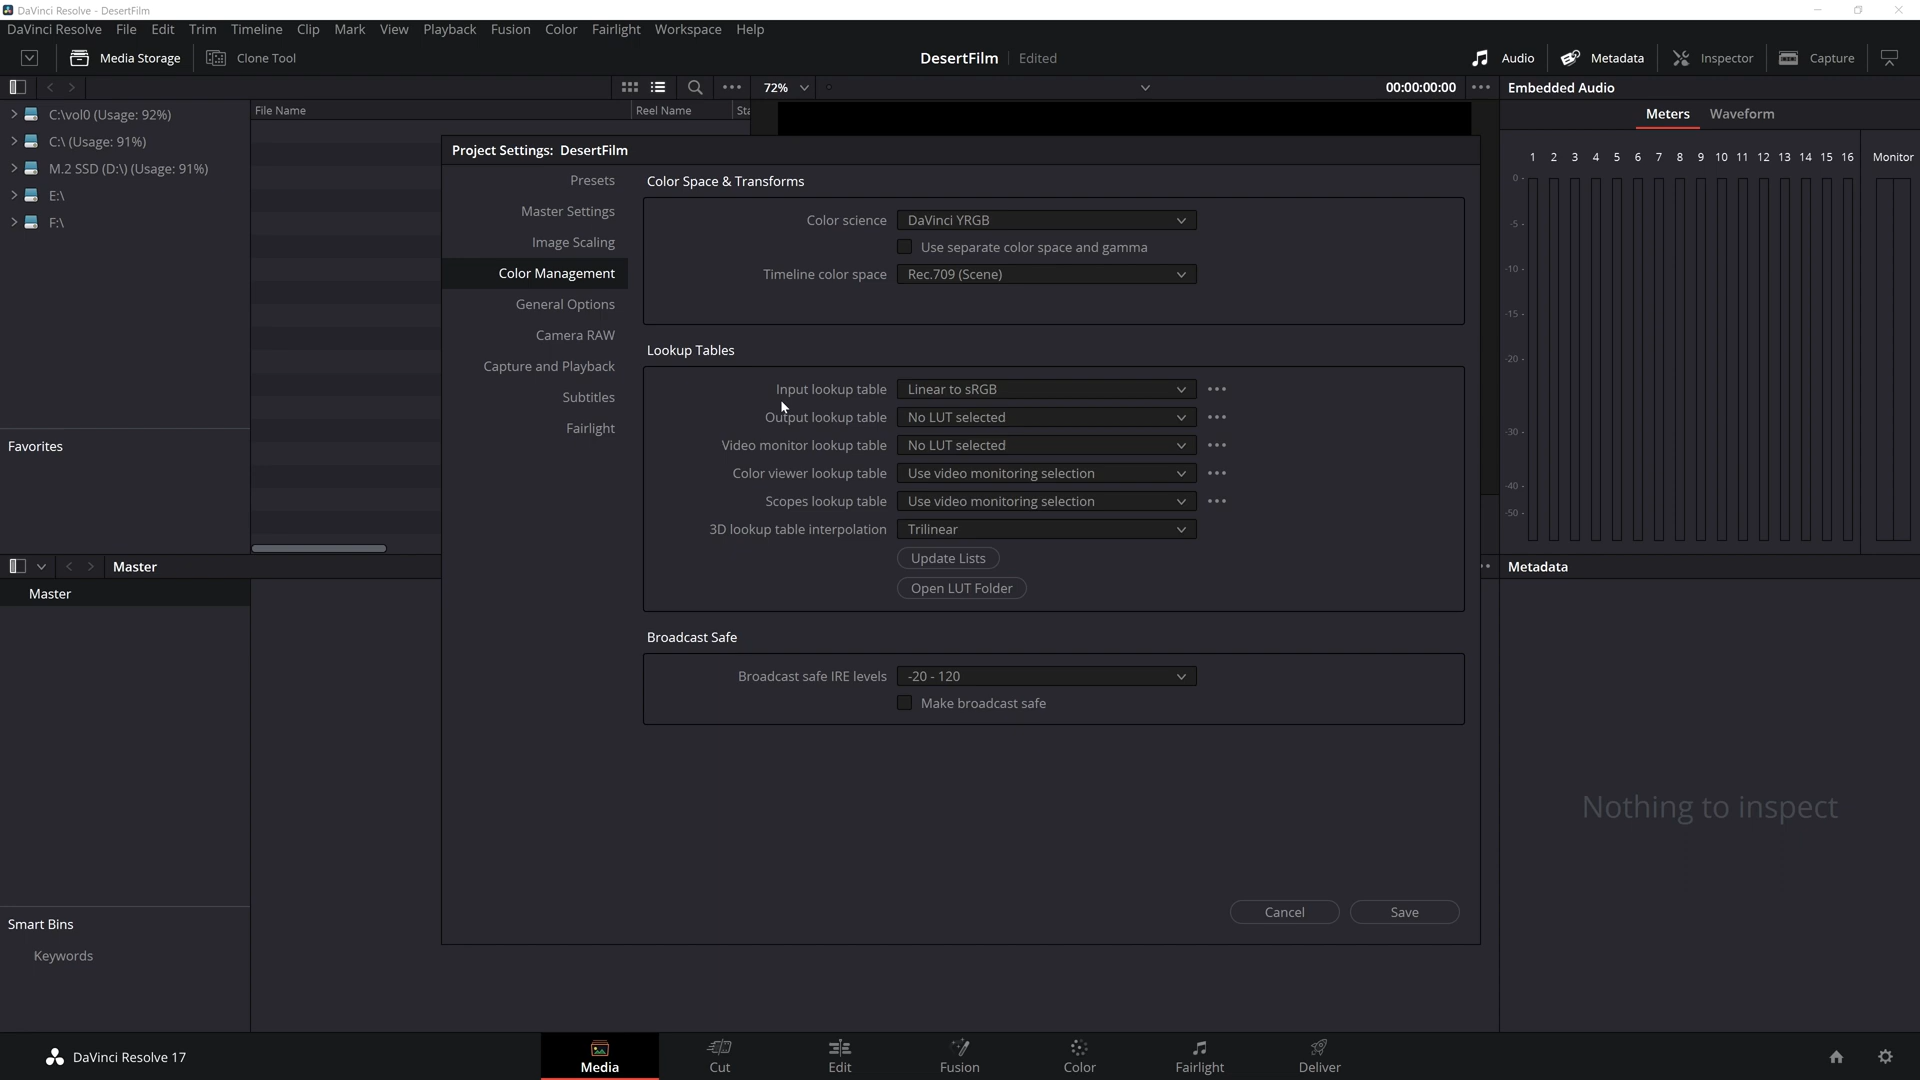 DaVinci Resolve - DesertFilm
DaVinci Resolve File Edit Trim Timeline Clip Mark View Playback Fusion Color Fairlight Workspace Help
Media Storage Clone Tool DesertFilm Edited Audio Metadata Inspector Capture
72% 00:00:00:00 Embedded Audio
File Name Reel Name Sta
Meters Waveform
C:\vol0 (Usage: 92%)
C:\ (Usage: 91%)
M.2 SSD (D:\) (Usage: 91%)
E:\
F:\
1 2 3 4 5 6 7 8 9 10 11 12 13 14 15 16 Monitor
0 -
-5 -
-10 -
-15 -
-20 -
-30 -
-40 -
-50 -
Project Settings: DesertFilm
Presets
Master Settings
Image Scaling
Color Management
General Options
Camera RAW
Capture and Playback
Subtitles
Fairlight
Color Space & Transforms
Color science DaVinci YRGB
Use separate color space and gamma
Timeline color space Rec.709 (Scene)
Lookup Tables
Input lookup table Linear to sRGB
Output lookup table No LUT selected
Video monitor lookup table No LUT selected
Color viewer lookup table Use video monitoring selection
Scopes lookup table Use video monitoring selection
3D lookup table interpolation Trilinear
Update Lists
Open LUT Folder
Broadcast Safe
Broadcast safe IRE levels -20 - 120
Make broadcast safe
Cancel Save
Favorites
Master
Master
Smart Bins
Keywords
Metadata
Nothing to inspect
DaVinci Resolve 17
Media Cut Edit Fusion Color Fairlight Deliver